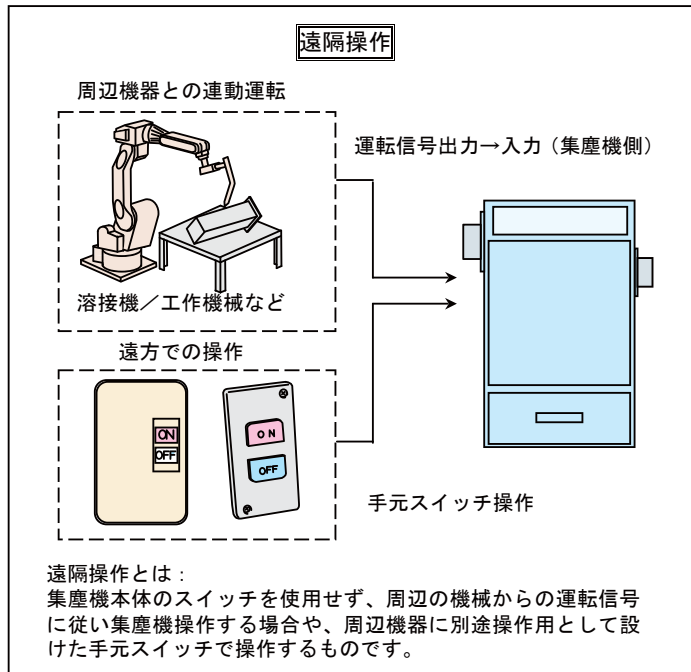 遠隔操作
周辺機器との連動運転
運転信号出力→入力（集塵機側）
溶接機／工作機械など
遠方での操作
ON
OFF
ON
OFF
手元スイッチ操作
遠隔操作とは：
集塵機本体のスイッチを使用せず、周辺の機械からの運転信号
に従い集塵機操作する場合や、周辺機器に別途操作用として設
けた手元スイッチで操作するものです。